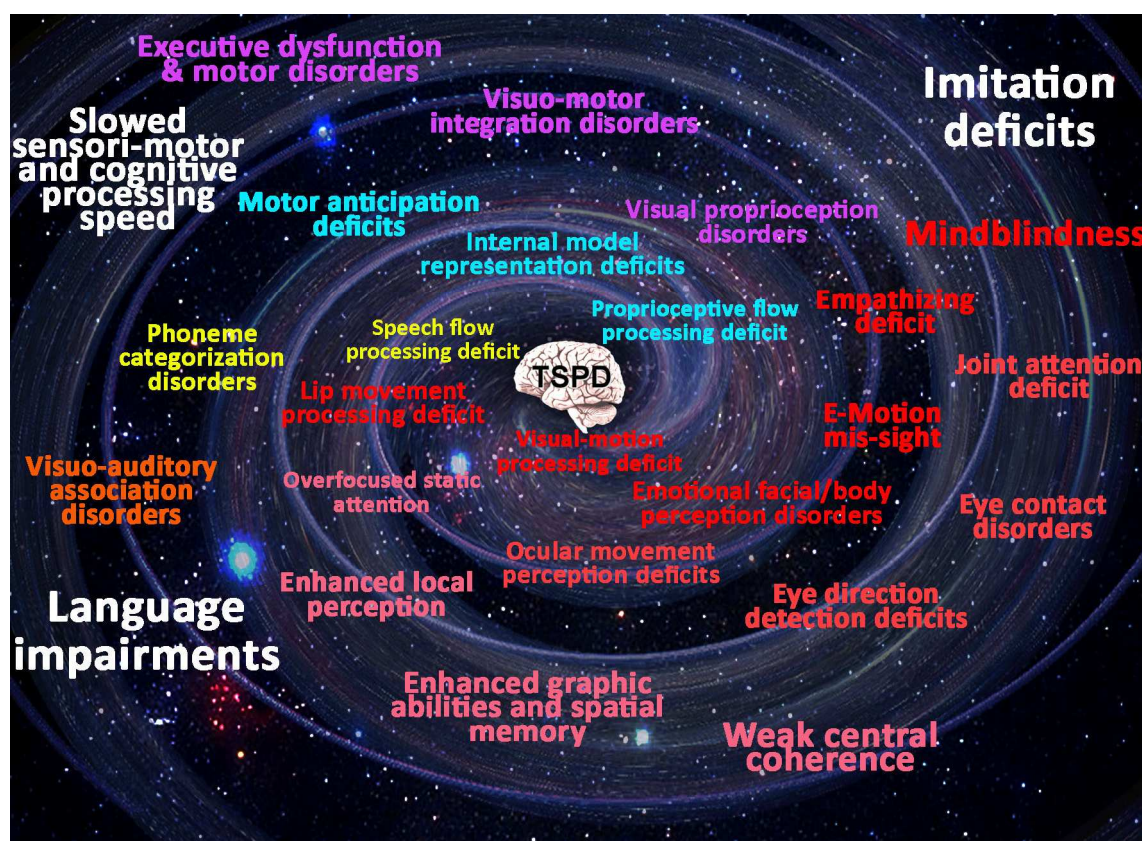 Executive dysfunction
& motor disorders
Imitation
deficits
Visuo-motor
integration disorders
Slowed
sensori-motor
and cognitive
processing
speed
Motor anticipation
deficits
Visual proprioception
disorders
Mindblindness
Internal model
representation deficits
Proprioceptive flow
processing deficit
Empathizing
deficit
Phoneme
categorization
disorders
Speech flow
processing deficit
Joint attention
deficit
TSPD
Lip movement
processing deficit
E-Motion
mis-sight
Visual-motion
processing deficit
Visuo-auditory
association
disorders
Overfocused static
attention
Emotional facial/body
perception disorders
Eye contact
disorders
Ocular movement
perception deficits
Enhanced local
perception
Eye direction
detection deficits
Language
impairments
Enhanced graphic
abilities and spatial
memory
Weak central
coherence